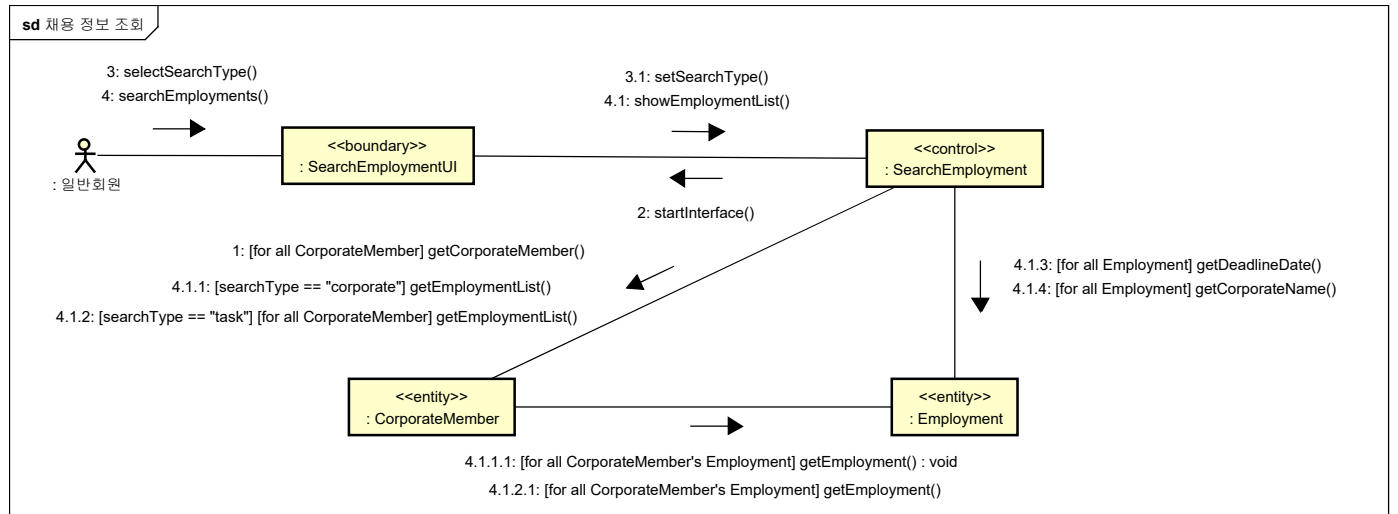 sd 채용 정보 조회
3: selectSearchType()
4: searchEmployments()
3.1: setSearchType()
4.1: showEmploymentList()
<<boundary>>
: SearchEmploymentUI
<<control>>
: SearchEmployment
: 일반회원
2: startInterface()
1: [for all CorporateMember] getCorporateMember()
4.1.1: [searchType == "corporate"] getEmploymentList()
4.1.2: [searchType == "task"] [for all CorporateMember] getEmploymentList()
4.1.3: [for all Employment] getDeadlineDate()
4.1.4: [for all Employment] getCorporateName()
<<entity>>
: CorporateMember
<<entity>>
: Employment
4.1.1.1: [for all CorporateMember's Employment] getEmployment() : void
4.1.2.1: [for all CorporateMember's Employment] getEmployment()